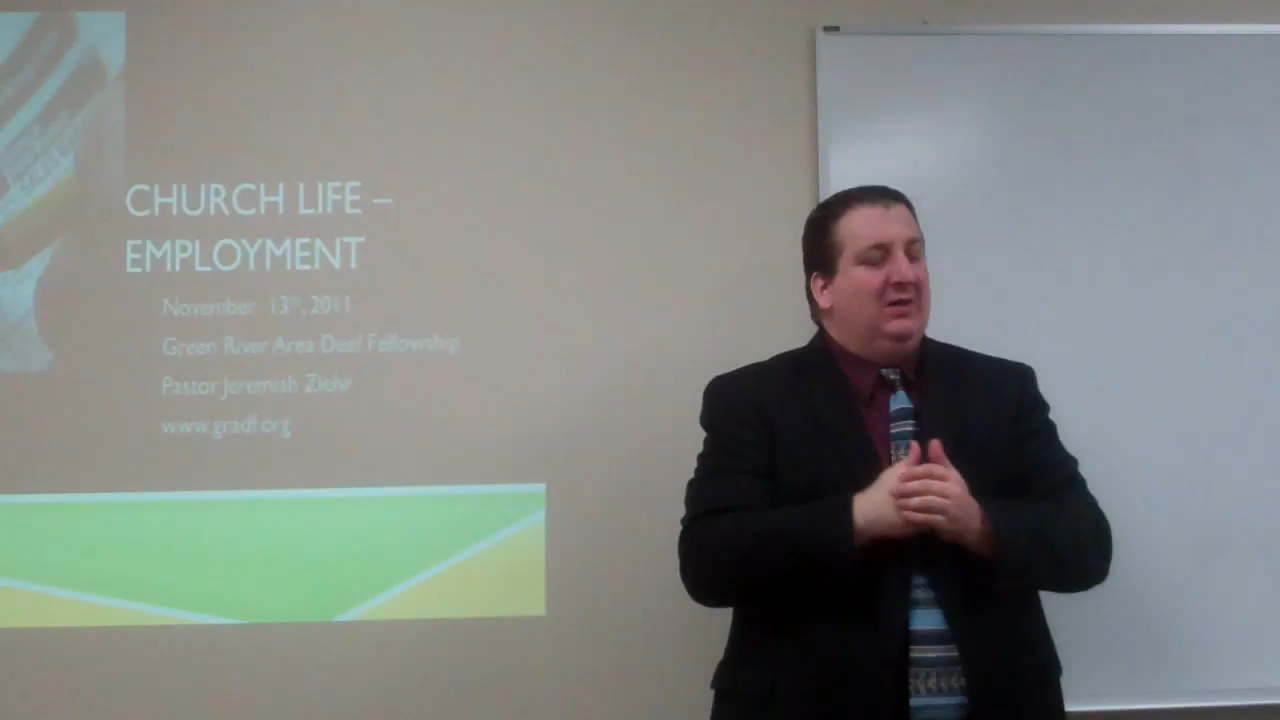 CHURCH LIFE –
EMPLOYMENT
November 13th, 2011
Green River Area Deaf Fellowship
Pastor Jeremiah Ziehr
www.gradf.org